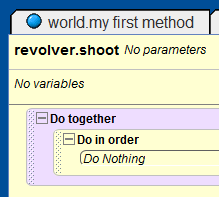 world.my first method
revolver.shoot No parameters
No variables
Do together
Do in order
Do Nothing